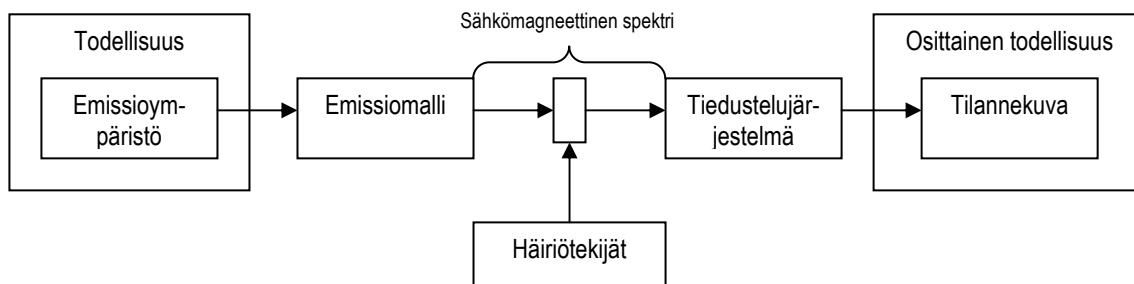 Sähkömagneettinen spektri
Todellisuus
Osittainen todellisuus
Emissioym-
päristö
Emissiomalli
Tiedustelujär-
jestelmä
Tilannekuva
Häiriötekijät